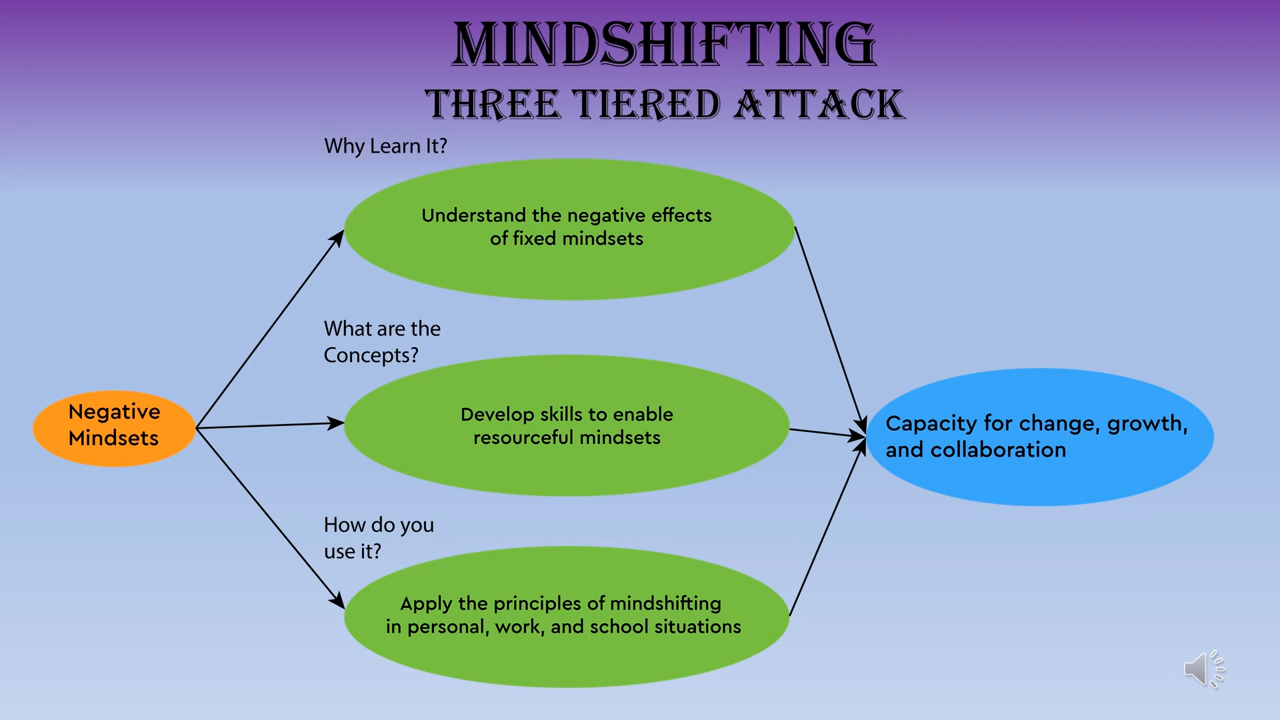 MINDSHIFTING
THREE TIERED ATTACK
Why Learn It?
Understand the negative effects
of fixed mindsets
What are the
Concepts?
Negative
Mindsets
Develop skills to enable
resourceful mindsets
Capacity for change, growth,
and collaboration
How do you
use it?
Apply the principles of mindshifting
in personal, work, and school situations